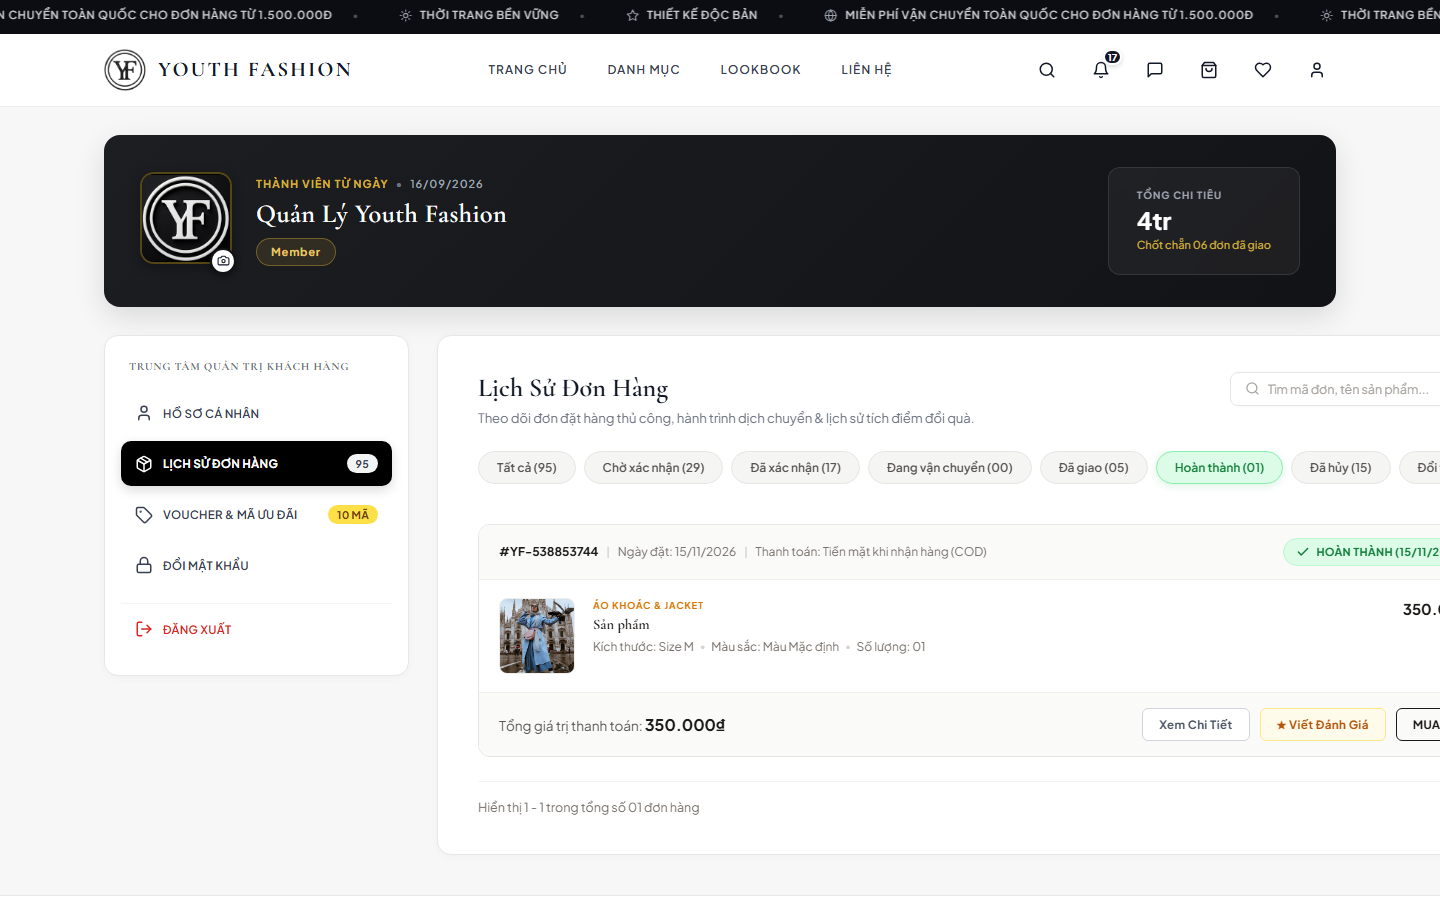 CHUYỂN TOÀN QUỐC CHO ĐƠN HÀNG TỪ 1.500.000Đ • THỜI TRANG BỀN VỮNG • THIẾT KẾ ĐỘC BẢN • MIỄN PHÍ VẬN CHUYỂN TOÀN QUỐC CHO ĐƠN HÀNG TỪ 1.500.000Đ • THỜI TRANG BỀN
YF YOUTH FASHION TRANG CHỦ DANH MỤC LOOKBOOK LIÊN HỆ 17
THÀNH VIÊN TỪ NGÀY • 16/09/2026
YF
Quản Lý Youth Fashion
Member
TỔNG CHI TIÊU
4tr
Chốt chặn 06 đơn đã giao
TRUNG TÂM QUẢN TRỊ KHÁCH HÀNG
HỒ SƠ CÁ NHÂN
LỊCH SỬ ĐƠN HÀNG 95
VOUCHER & MÃ ƯU ĐÃI 10 MÃ
ĐỔI MẬT KHẨU
ĐĂNG XUẤT
Lịch Sử Đơn Hàng
Tìm mã đơn, tên sản phẩm...
Theo dõi đơn đặt hàng thủ công, hành trình dịch chuyển & lịch sử tích điểm đổi quà.
Tất cả (95) Chờ xác nhận (29) Đã xác nhận (17) Đang vận chuyển (00) Đã giao (05) Hoàn thành (01) Đã hủy (15) Đổi
#YF-538853744 | Ngày đặt: 15/11/2026 | Thanh toán: Tiền mặt khi nhận hàng (COD) HOÀN THÀNH (15/11/2
ÁO KHOÁC & JACKET
Sản phẩm 350.0
Kích thước: Size M • Màu sắc: Màu Mặc định • Số lượng: 01
Tổng giá trị thanh toán: 350.000₫ Xem Chi Tiết ★ Viết Đánh Giá MUA
Hiển thị 1 - 1 trong tổng số 01 đơn hàng